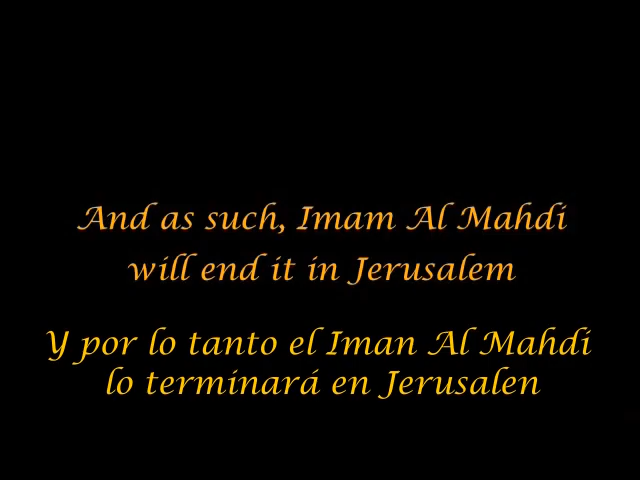 And as such, Imam Al Mahdi
will end it in Jerusalem
Y por lo tanto el Iman Al Mahdi
lo terminará en Jerusalen